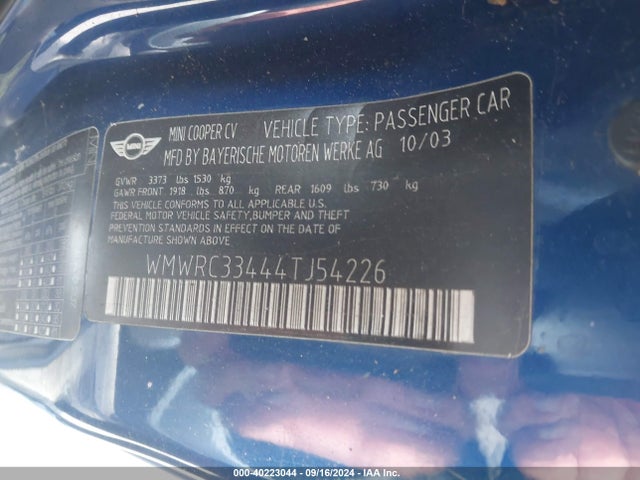 MINI
MINI COOPER CV VEHICLE TYPE: PASSENGER CAR
MFD BY BAYERISCHE MOTOREN WERKE AG 10/03
GVWR 3373 lbs 1530 kg
GAWR FRONT 1918 lbs 870 kg REAR 1609 lbs 730 kg
THIS VEHICLE CONFORMS TO ALL APPLICABLE U.S.
FEDERAL MOTOR VEHICLE SAFETY,BUMPER AND THEFT
PREVENTION STANDARDS IN EFFECT ON THE DATE
OF MANUFACTURE SHOWN ABOVE.
WMWRC33444TJ54226
000-40223044 / 09/16/2024 - IAA Inc.